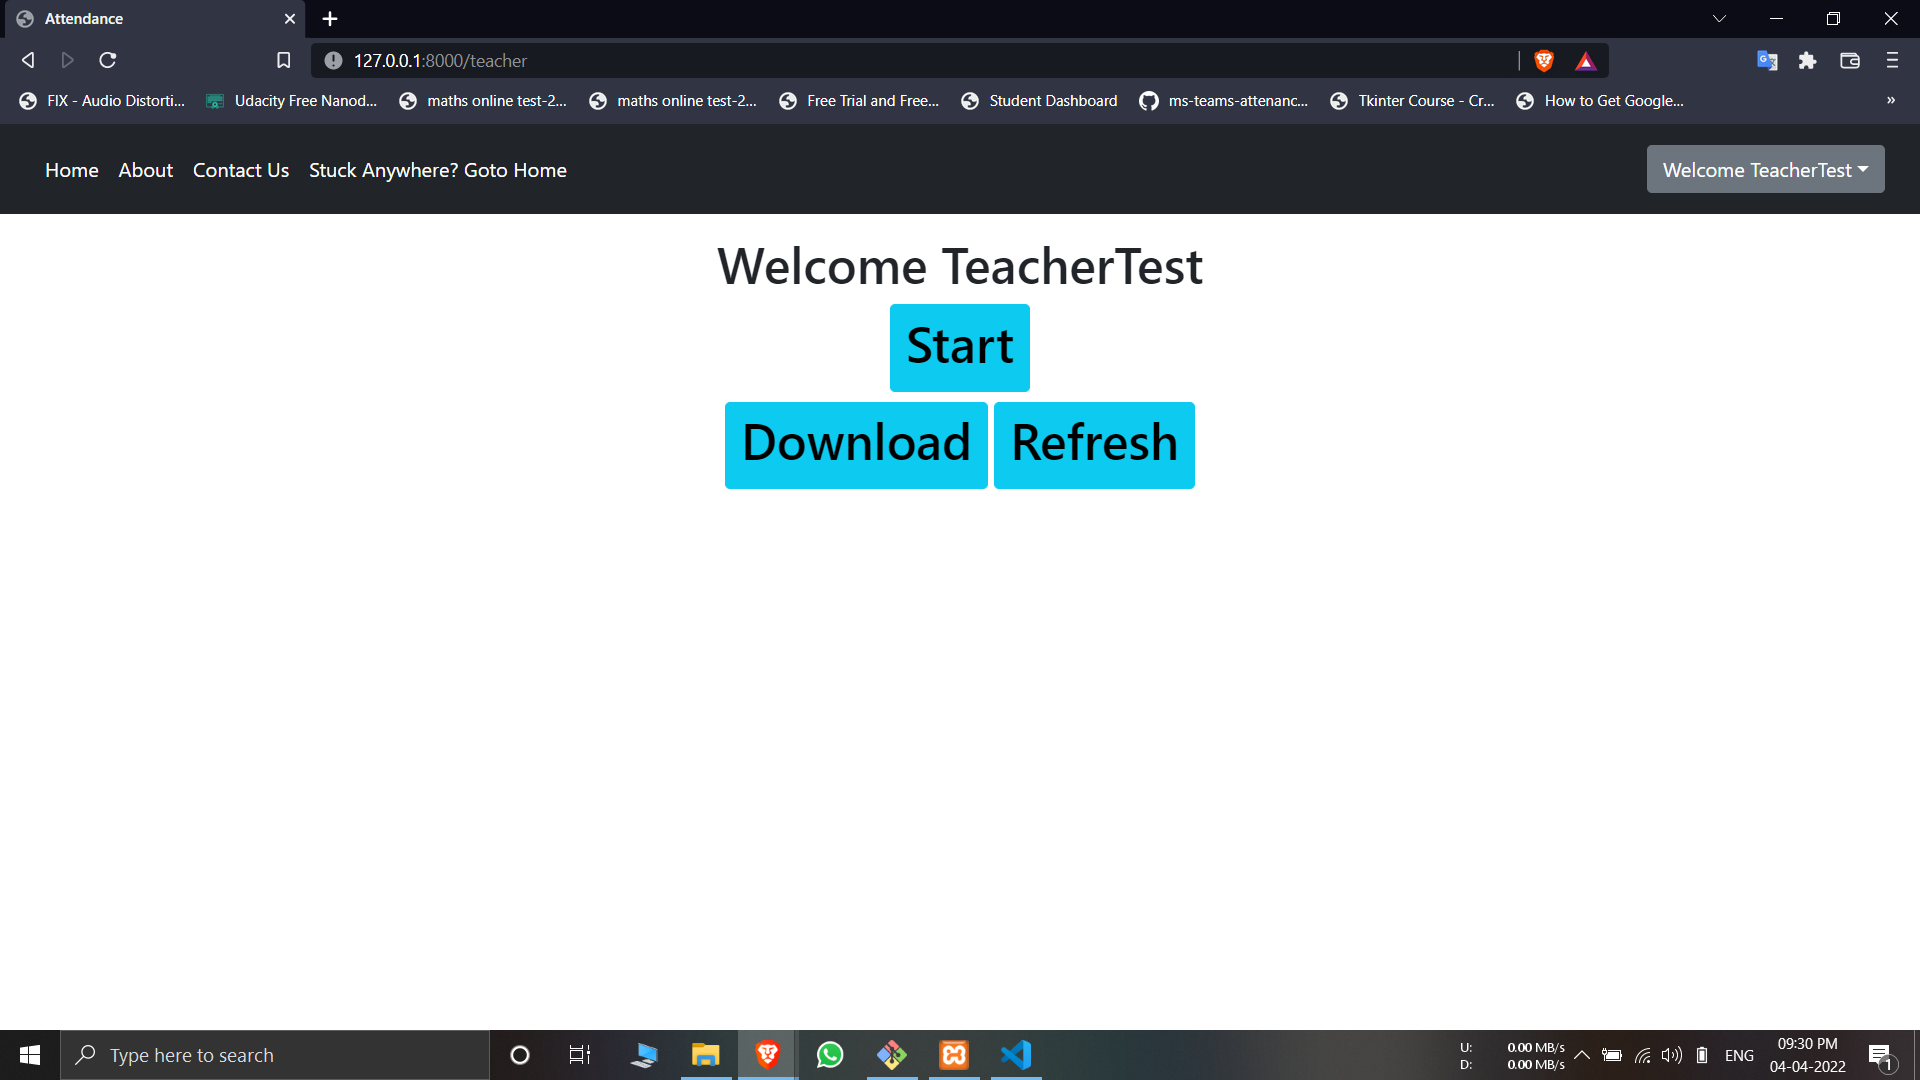 Attendance
127.0.0.1:8000/teacher
FIX - Audio Distorti...
Udacity Free Nanod...
maths online test-2...
maths online test-2...
Free Trial and Free...
Student Dashboard
ms-teams-attenanc...
Tkinter Course - Cr...
How to Get Google...
»
Home
About
Contact Us
Stuck Anywhere? Goto Home
Welcome TeacherTest
Welcome TeacherTest
Start
Download
Refresh
Type here to search
U: 0.00 MB/s
D: 0.00 MB/s
ENG
09:30 PM
04-04-2022
1